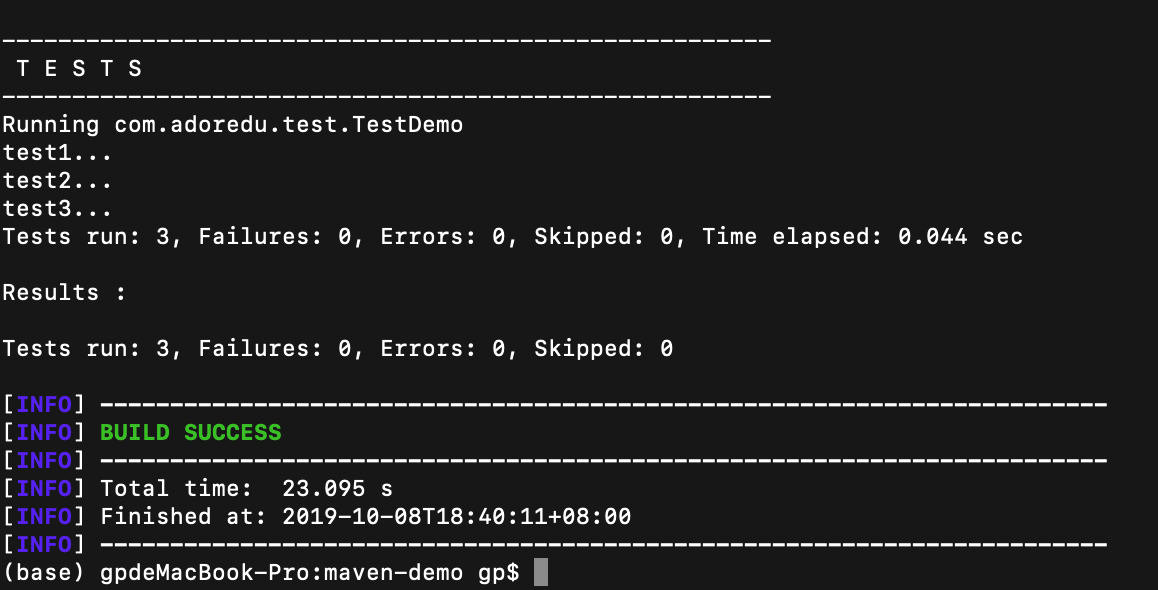 -------------------------------------------------------
 T E S T S
-------------------------------------------------------
Running com.adoredu.test.TestDemo
test1...
test2...
test3...
Tests run: 3, Failures: 0, Errors: 0, Skipped: 0, Time elapsed: 0.044 sec
Results :
Tests run: 3, Failures: 0, Errors: 0, Skipped: 0
[INFO] ------------------------------------------------------------------------
[INFO] BUILD SUCCESS
[INFO] ------------------------------------------------------------------------
[INFO] Total time:  23.095 s
[INFO] Finished at: 2019-10-08T18:40:11+08:00
[INFO] ------------------------------------------------------------------------
(base) gpdeMacBook-Pro:maven-demo gp$